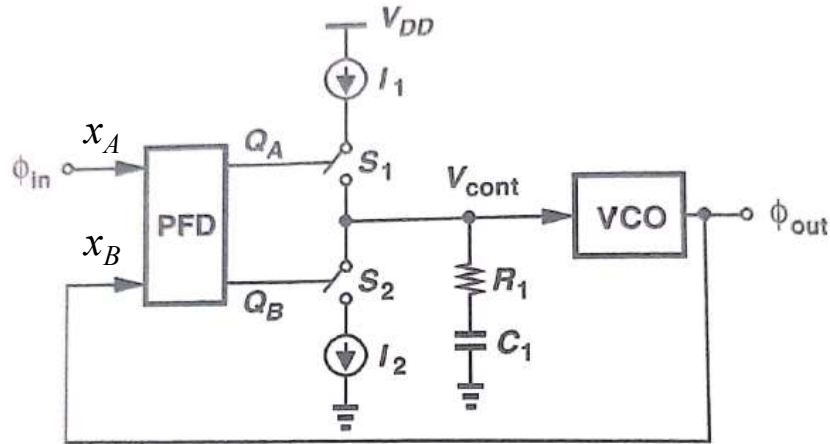 V_DD
I_1
x_A
Q_A
S_1
ϕ_in
V_cont
PFD
VCO
ϕ_out
x_B
S_2
R_1
Q_B
C_1
I_2